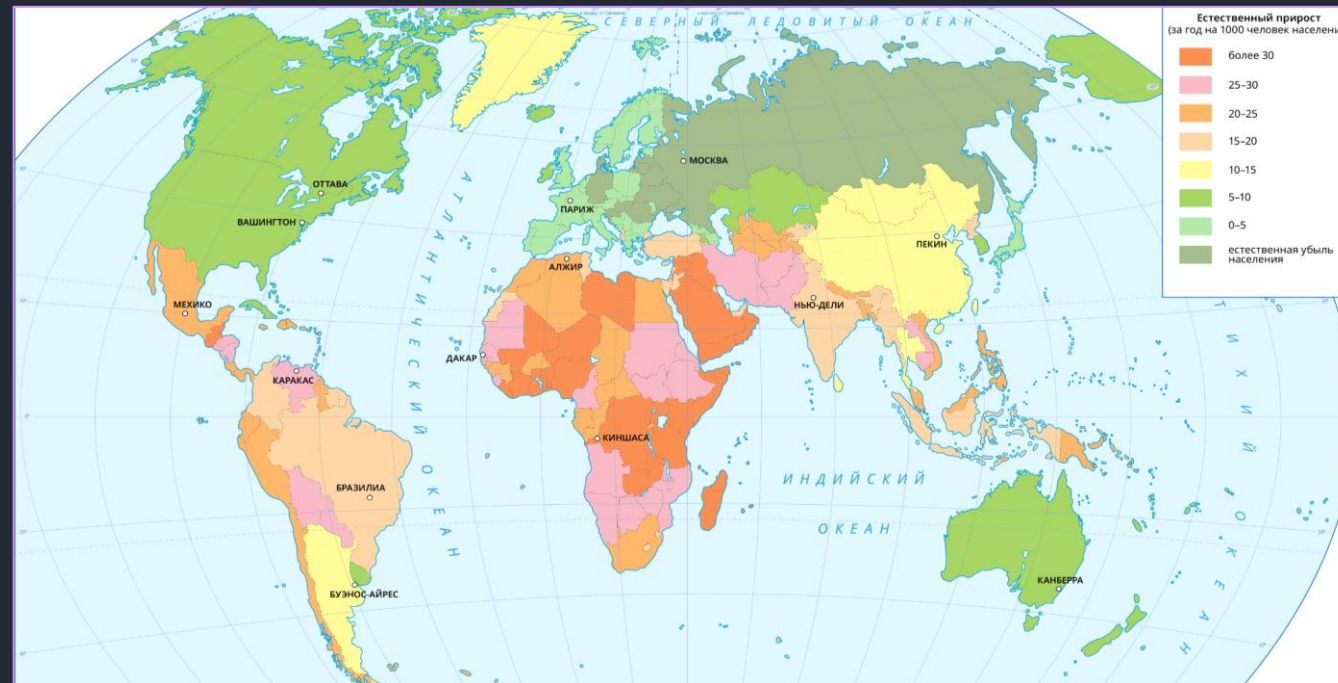 СЕВЕРНЫЙ ЛЕДОВИТЫЙ ОКЕАН
Естественный прирост
(за год на 1000 человек населени
более 30
25–30
20–25
15–20
10–15
5–10
0–5
естественная убыль
населения
МОСКВА
ОТТАВА
ПАРИЖ
ВАШИНГТОН
ПЕКИН
АЛЖИР
НЬЮ-ДЕЛИ
МЕХИКО
ДАКАР
КАРАКАС
КИНШАСА
БРАЗИЛИА
КАНБЕРРА
БУЭНОС-АЙРЕС
АТЛАНТИЧЕСКИЙ ОКЕАН
ИНДИЙСКИЙ
ОКЕАН
ТИХИЙ ОКЕАН